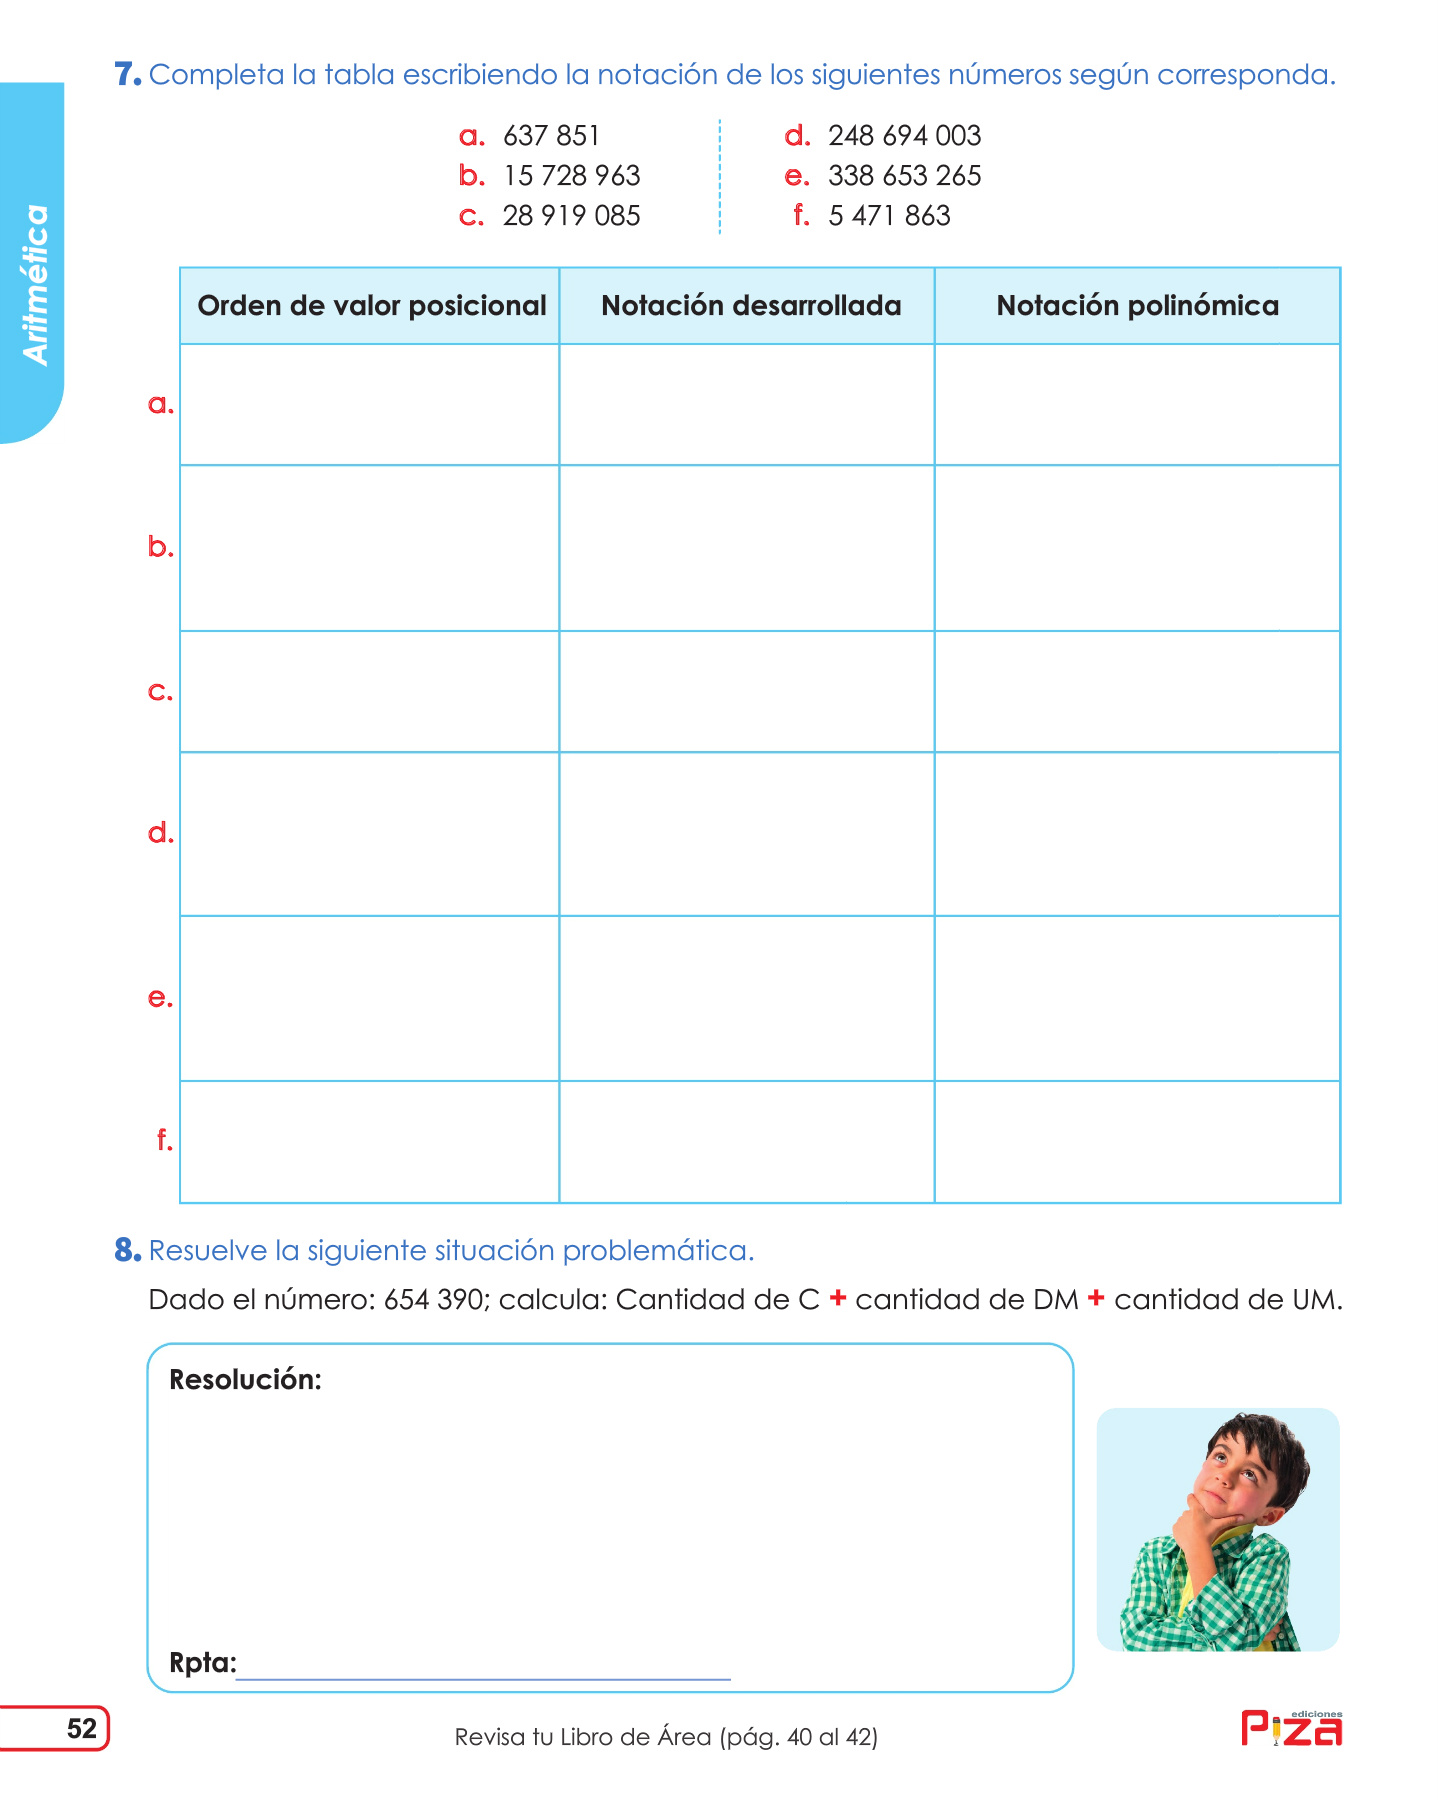 7. Completa la tabla escribiendo la notación de los siguientes números según corresponda.
a. 637 851
b. 15 728 963
c. 28 919 085
d. 248 694 003
e. 338 653 265
f. 5 471 863
Aritmética
Orden de valor posicional Notación desarrollada Notación polinómica
a.
b.
c.
d.
e.
f.
8. Resuelve la siguiente situación problemática.
Dado el número: 654 390; calcula: Cantidad de C + cantidad de DM + cantidad de UM.
Resolución:
Rpta:
52
Revisa tu Libro de Área (pág. 40 al 42)
ediciones
Piza